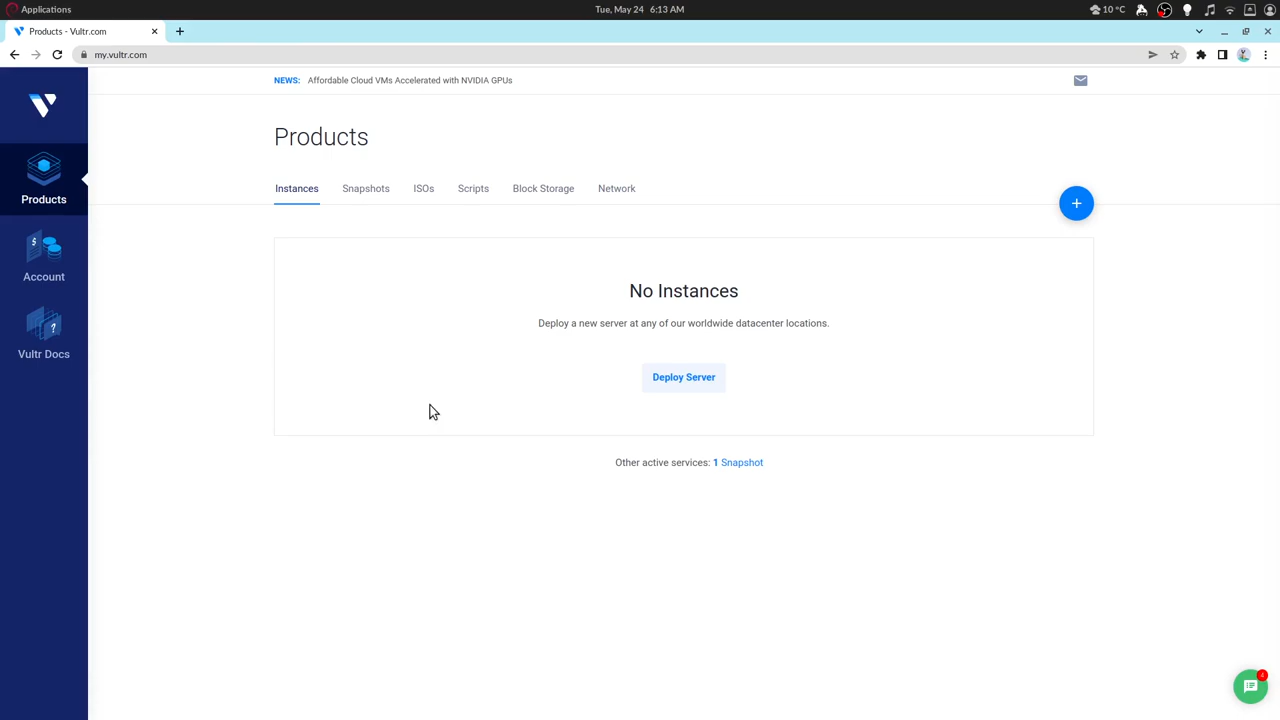 Applications
Tue, May 24 6:13 AM
10 °C
Products - Vultr.com
my.vultr.com
NEWS: Affordable Cloud VMs Accelerated with NVIDIA GPUs
Products
Products
Account
Vultr Docs
Instances Snapshots ISOs Scripts Block Storage Network
No Instances
Deploy a new server at any of our worldwide datacenter locations.
Deploy Server
Other active services: 1 Snapshot
4